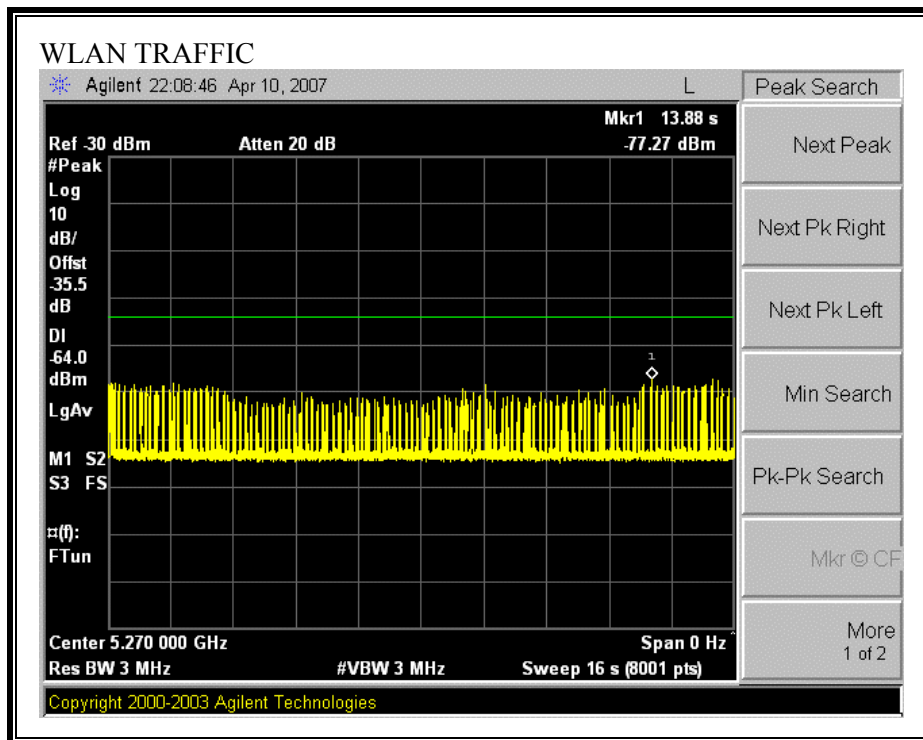 WLAN TRAFFIC
Agilent 22:08:46 Apr 10, 2007 L
Peak Search
Mkr1 13.88 s
Ref -30 dBm Atten 20 dB -77.27 dBm
#Peak
Log
10
dB/
Offst
-35.5
dB
DI
-64.0
dBm
LgAv
M1 S2
S3 FS
¤(f):
FTun
1
Center 5.270 000 GHz Span 0 Hz^
Res BW 3 MHz #VBW 3 MHz Sweep 16 s (8001 pts)
Copyright 2000-2003 Agilent Technologies
Next Peak
Next Pk Right
Next Pk Left
Min Search
Pk-Pk Search
Mkr © CF
More
1 of 2